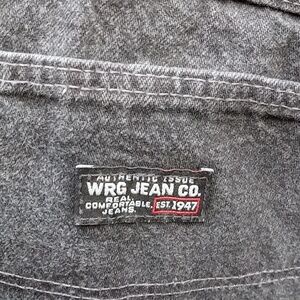 AUTHENTIC ISSUE
WRG JEAN CO.
REAL
COMFORTABLE.
JEANS.
EST. 1947